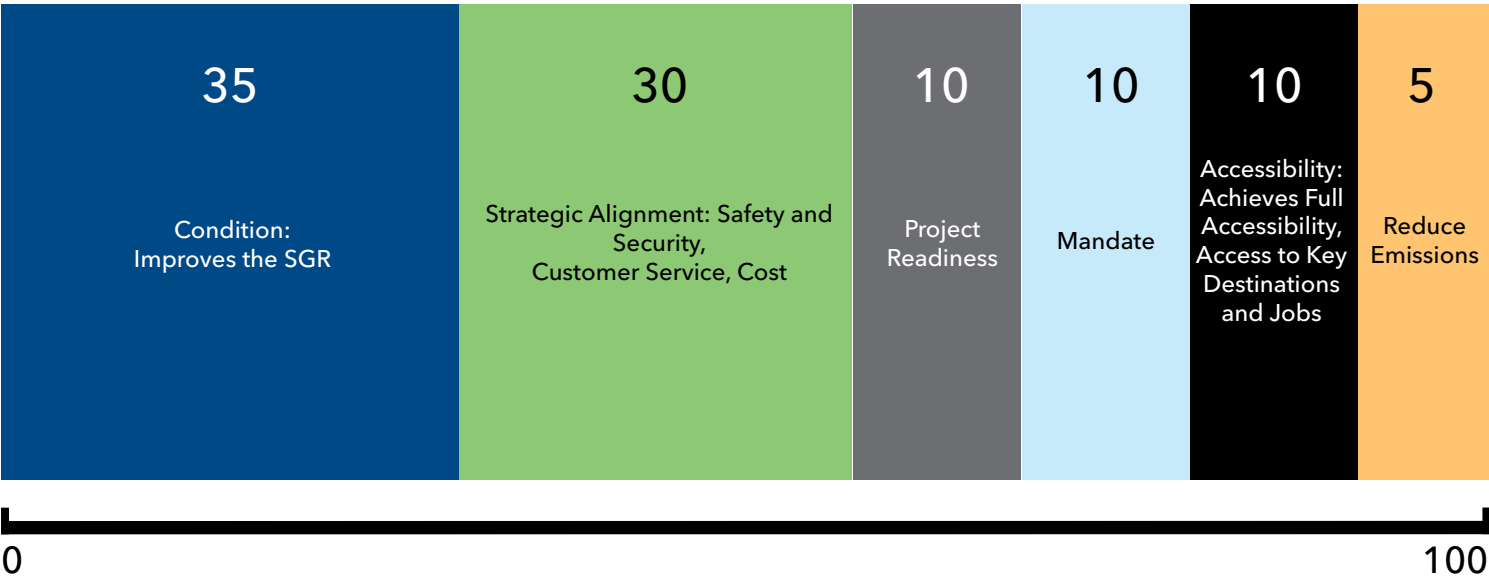 35
Condition:
Improves the SGR
30
Strategic Alignment: Safety and
Security,
Customer Service, Cost
10
Project
Readiness
10
Mandate
10
Accessibility:
Achieves Full
Accessibility,
Access to Key
Destinations
and Jobs
5
Reduce
Emissions
0
100